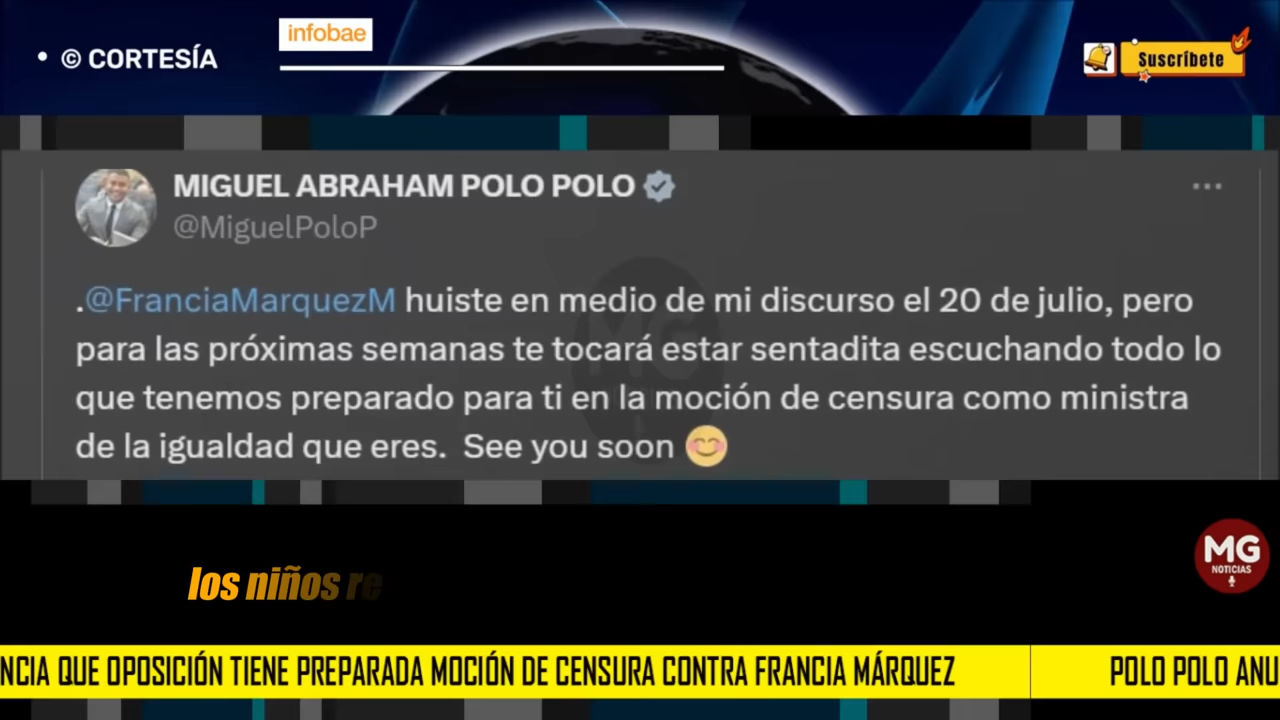 infobae
• © CORTESÍA
Suscríbete
MIGUEL ABRAHAM POLO POLO
@MiguelPoloP
.@FranciaMarquezM huiste en medio de mi discurso el 20 de julio, pero
para las próximas semanas te tocará estar sentadita escuchando todo lo
que tenemos preparado para ti en la moción de censura como ministra
de la igualdad que eres. See you soon 😊
los niños re
MG
NOTICIAS
NCIA QUE OPOSICIÓN TIENE PREPARADA MOCIÓN DE CENSURA CONTRA FRANCIA MÁRQUEZ
POLO POLO ANU